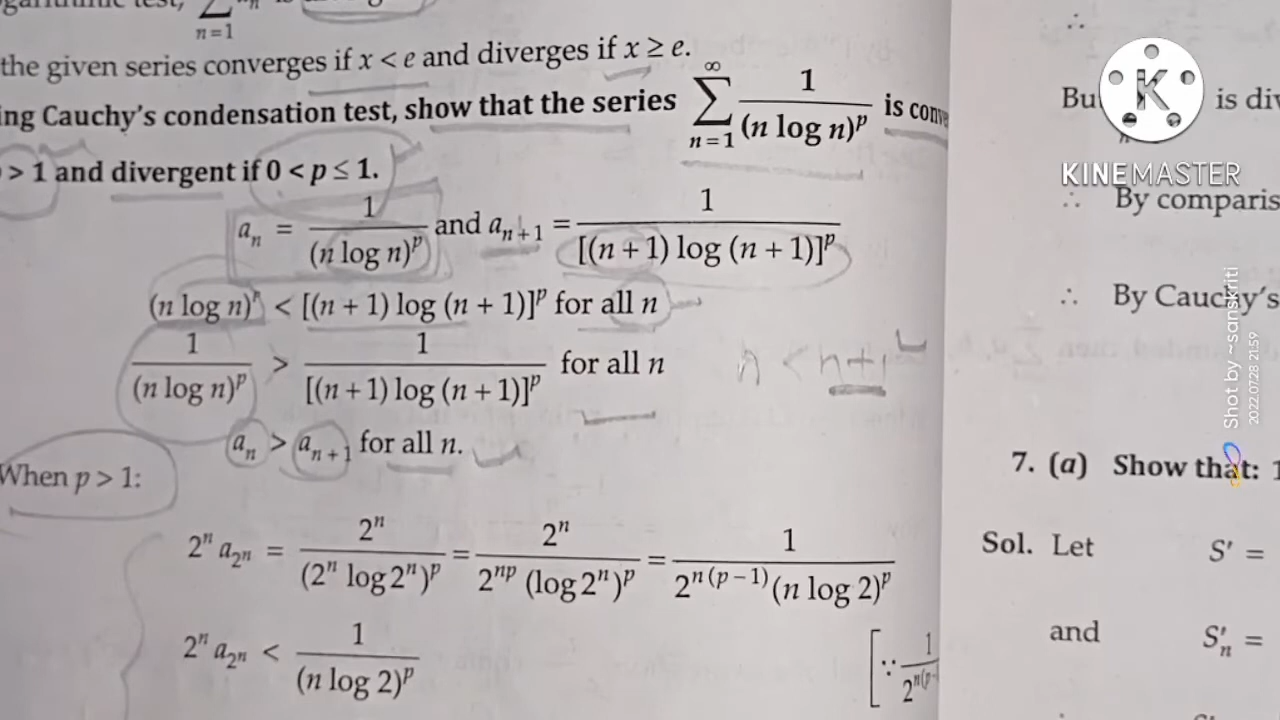 the given series converges if x < e and diverges if x ≥ e.
ing Cauchy's condensation test, show that the series ∑_{n=1}^{∞} 1/(n log n)^p is conve
> 1 and divergent if 0 < p ≤ 1.
a_n = 1/(n log n)^p and a_{n+1} = 1/[(n + 1) log (n + 1)]^p
(n log n)^p < [(n + 1) log (n + 1)]^p for all n
1/(n log n)^p > 1/[(n + 1) log (n + 1)]^p for all n
n < n+1
a_n > a_{n+1} for all n.
When p > 1:
2^n a_{2^n} = 2^n/(2^n log 2^n)^p = 2^n/(2^{np} (log 2^n)^p) = 1/(2^{n(p – 1)} (n log 2)^p)
2^n a_{2^n} < 1/(n log 2)^p
[∵ 1/2^{n(p-
∴
Bu is di
K
KINEMASTER
∴ By comparis
∴ By Cauchy's
7. (a) Show that: 1
Sol. Let S′ =
and S′_n =
Shot by ~sanskriti
2022.07.28 21:59